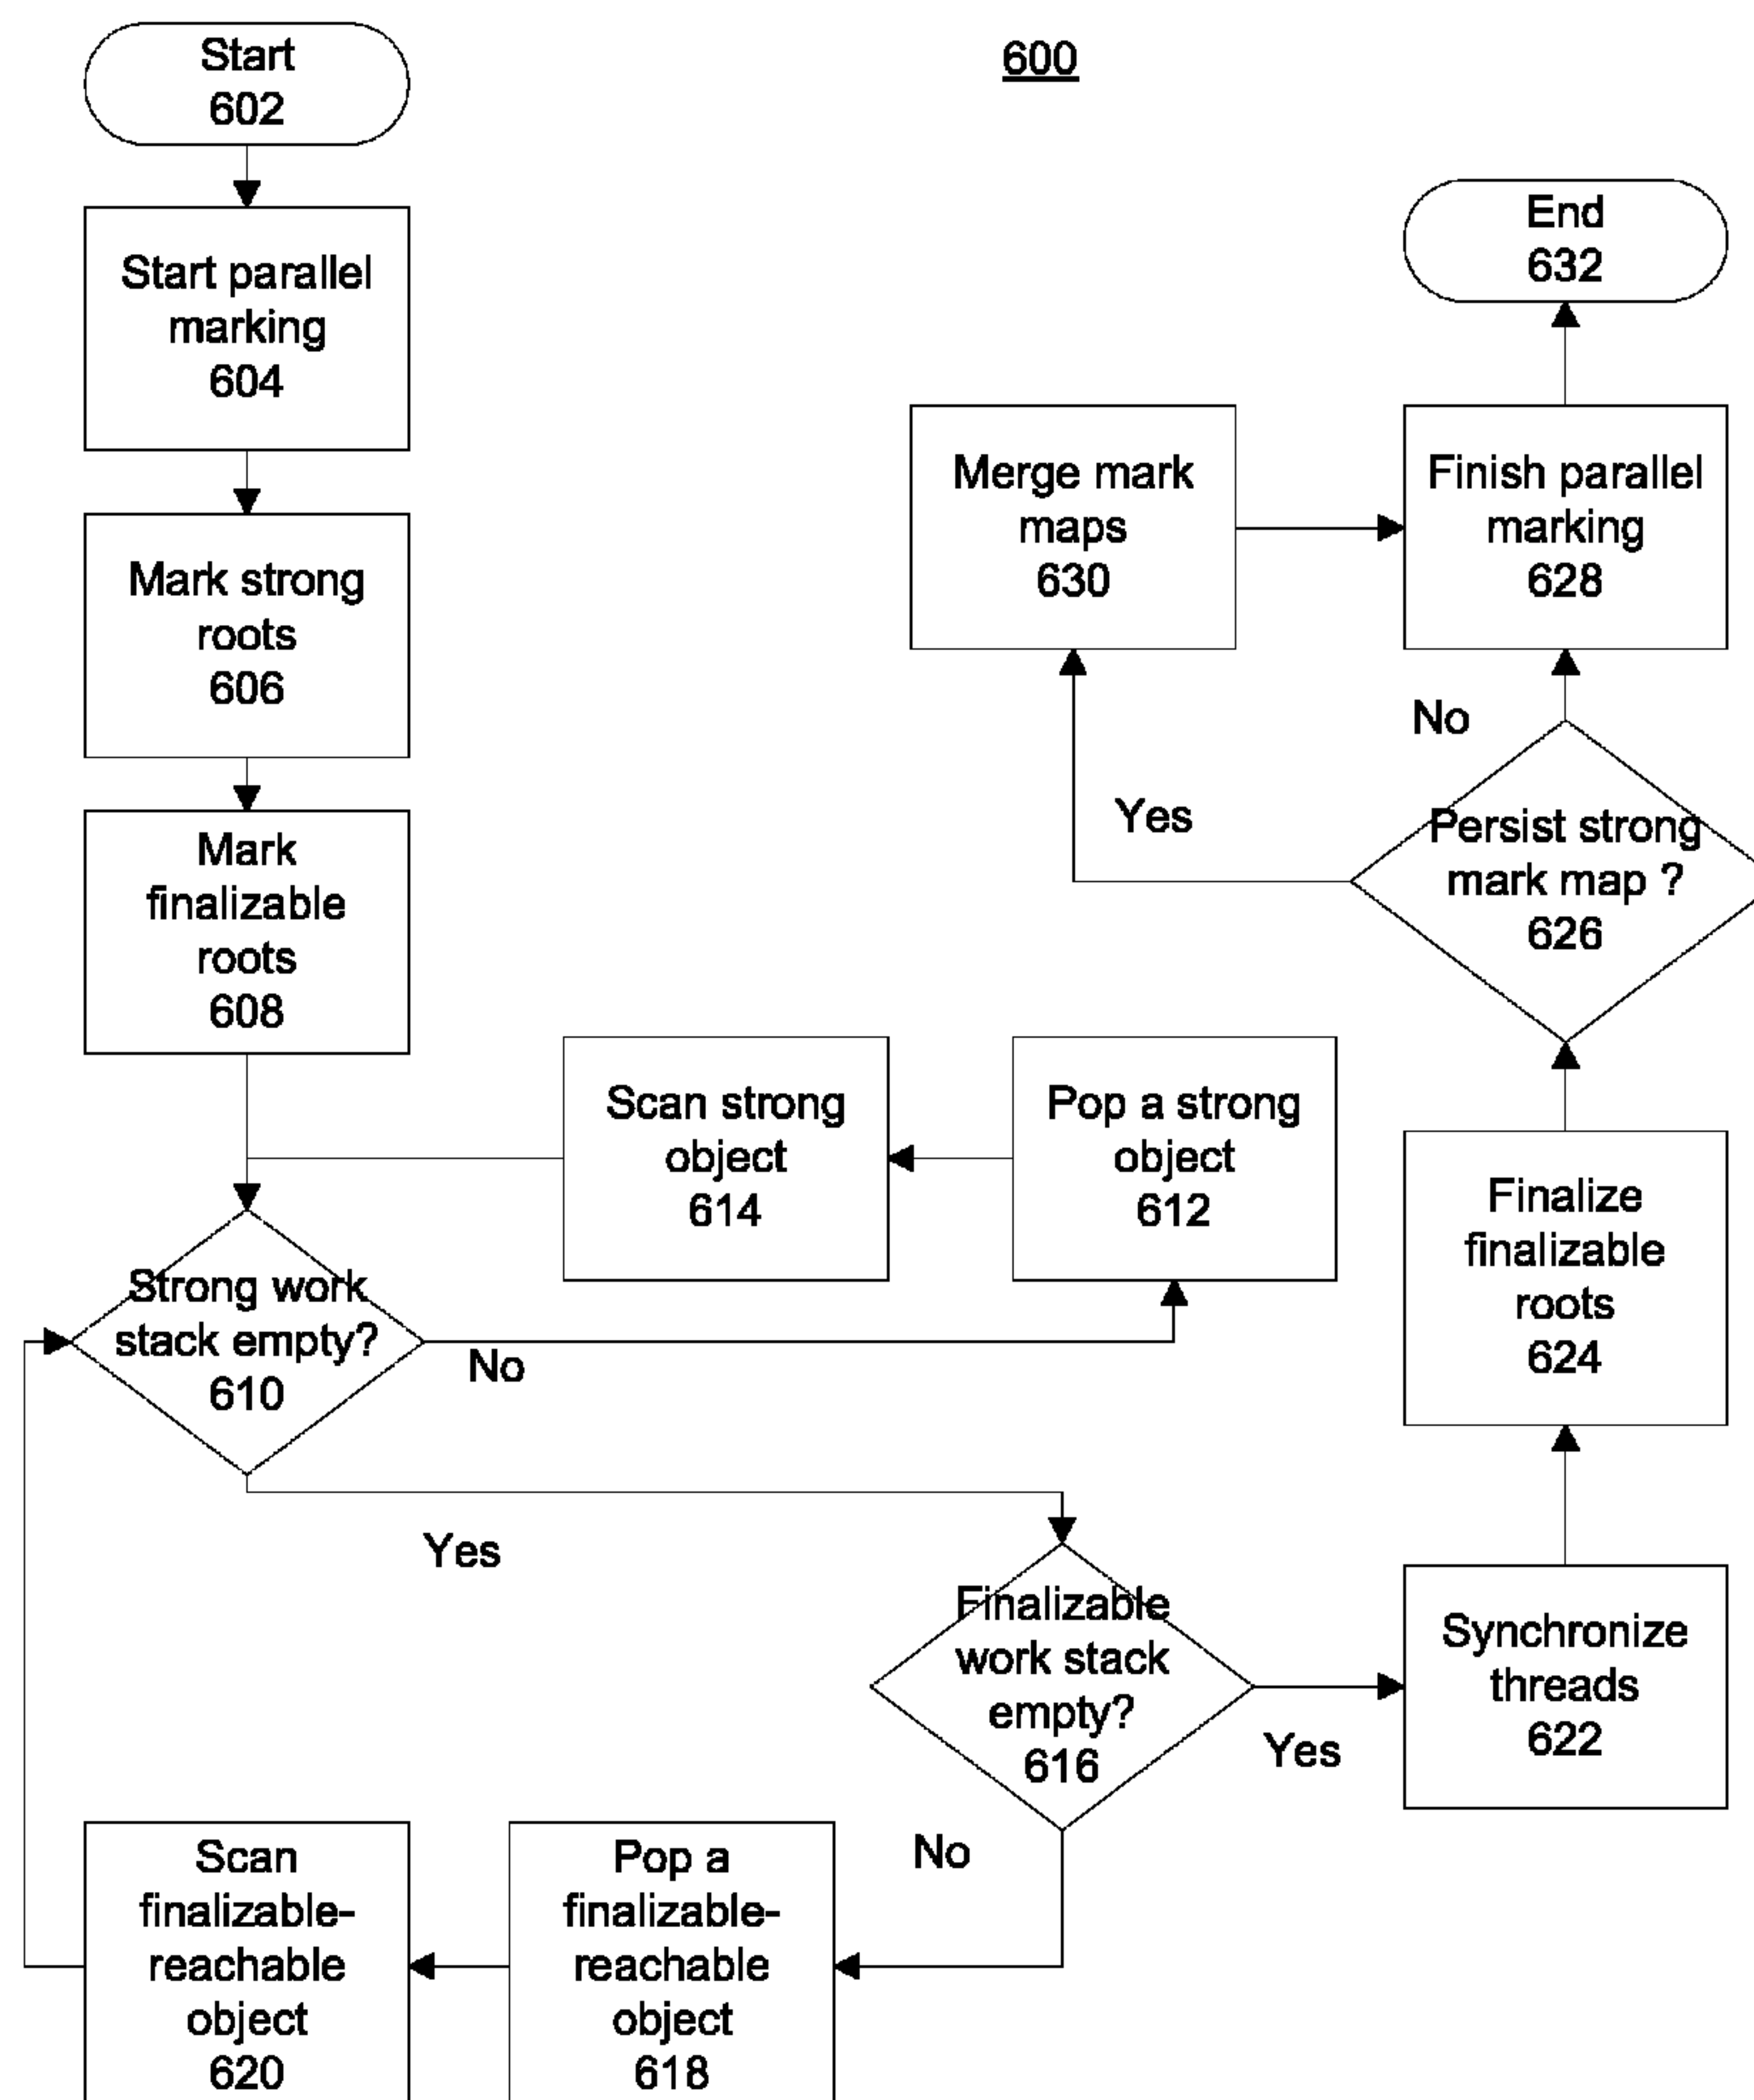 Start
602
600
Start parallel
marking
604
Mark strong
roots
606
Mark
finalizable
roots
608
Strong work
stack empty?
610
No
Yes
Pop a strong
object
612
Scan strong
object
614
Finalizable
work stack
empty?
616
No
Yes
Pop a
finalizable-
reachable
object
618
Scan
finalizable-
reachable
object
620
Synchronize
threads
622
Finalize
finalizable
roots
624
Persist strong
mark map ?
626
Yes
No
Merge mark
maps
630
Finish parallel
marking
628
End
632